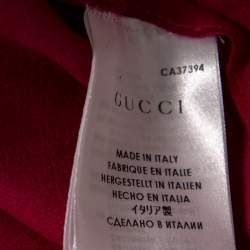 CA37394
GUCCI
MADE IN ITALY
FABRIQUE EN ITALIE
HERGESTELLT IN ITALIEN
HECHO EN ITALIA
イタリア製
СДЕЛАНО В ИТАЛИИ